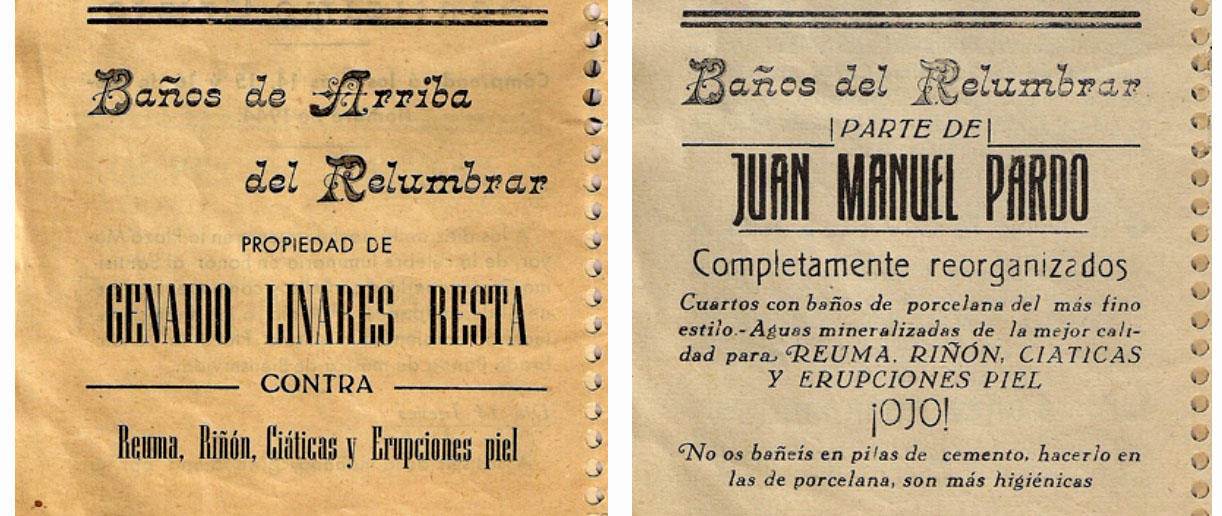 Baños de Arriba
del Relumbrar
PROPIEDAD DE
GENAIDO LINARES RESTA
CONTRA
Reuma, Riñón, Ciáticas y Erupciones piel
Baños del Relumbrar
PARTE DE
JUAN MANUEL PARDO
Completamente reorganizados
Cuartos con baños de porcelana del más fino
estilo.-Aguas mineralizadas de la mejor cali-
dad para REUMA. RIÑÓN, CIATICAS
Y ERUPCIONES PIEL
¡OJO!
No os bañeis en pilas de cemento, hacerlo en
las de porcelana, son más higiénicas